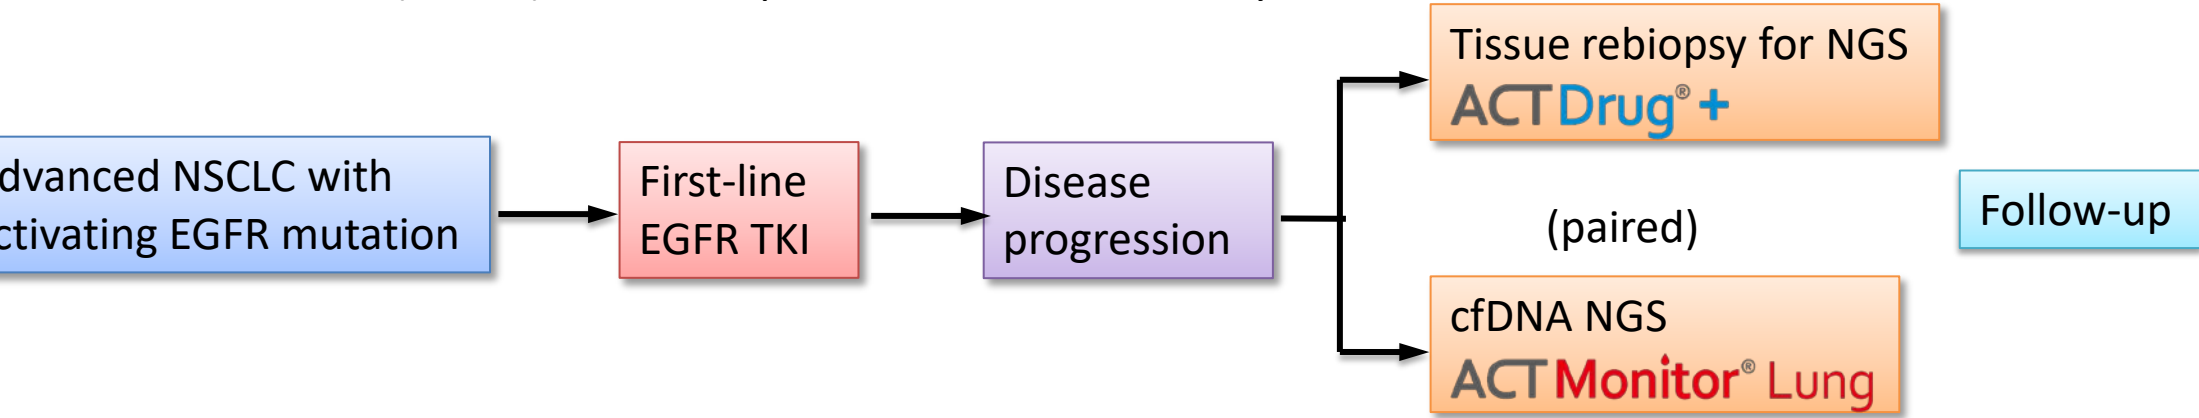 dvanced NSCLC with
ctivating EGFR mutation
First-line
EGFR TKI
Disease
progression
Tissue rebiopsy for NGS
ACTDrug® +
(paired)
cfDNA NGS
ACTMonitor® Lung
Follow-up